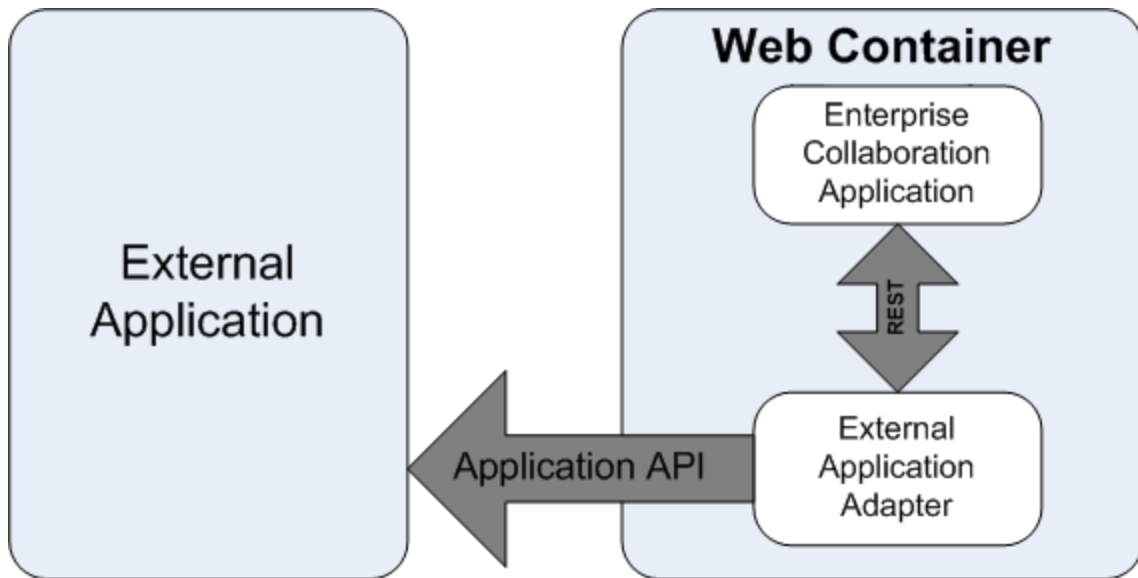 External
Application
Web Container
Enterprise
Collaboration
Application
REST
External
Application
Adapter
Application API